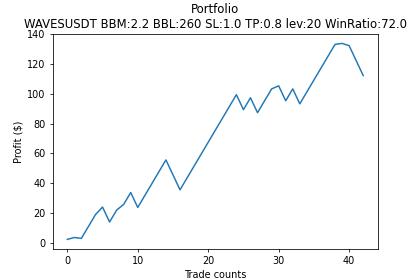 Portfolio
WAVESUSDT BBM:2.2 BBL:260 SL:1.0 TP:0.8 lev:20 WinRatio:72.0
140
120
100
80
60
40
20
0
Profit ($)
0 10 20 30 40
Trade counts